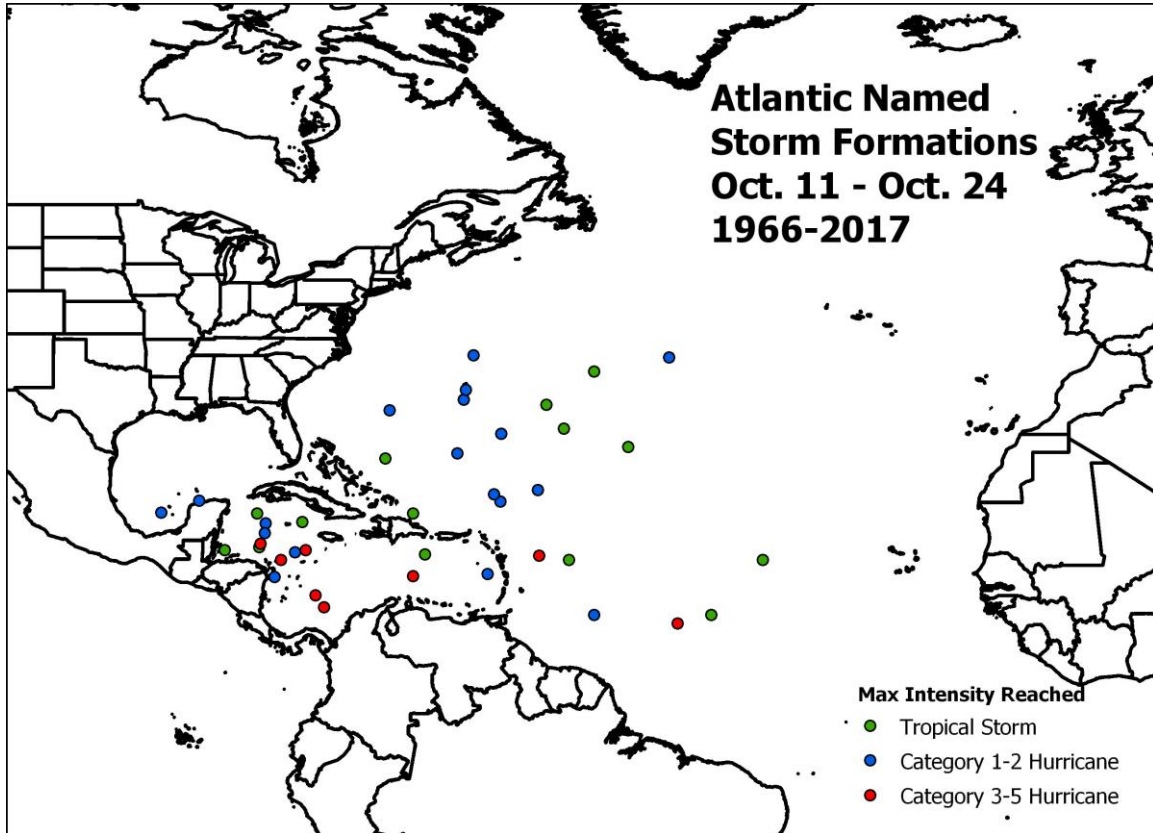 Atlantic Named
Storm Formations
Oct. 11 - Oct. 24
1966-2017
Max Intensity Reached
Tropical Storm
Category 1-2 Hurricane
Category 3-5 Hurricane